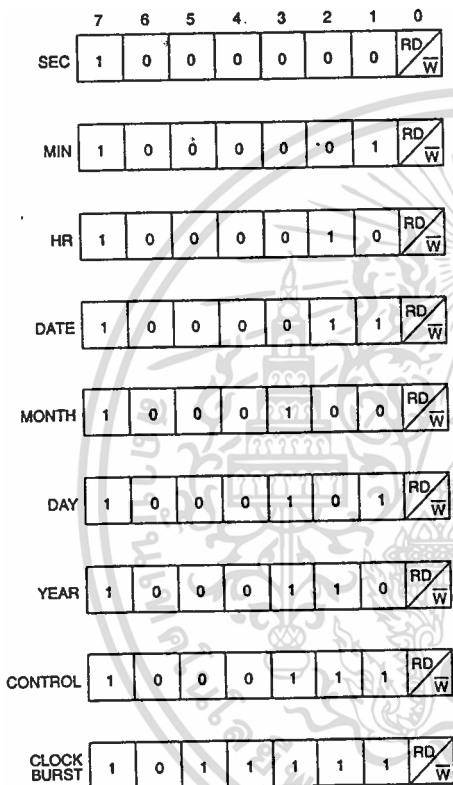 7 6 5 4 3 2 1 0
SEC 1 0 0 0 0 0 0 RD/W̅
MIN 1 0 0 0 0 0 1 RD/W̅
HR 1 0 0 0 0 1 0 RD/W̅
DATE 1 0 0 0 0 1 1 RD/W̅
MONTH 1 0 0 0 1 0 0 RD/W̅
DAY 1 0 0 0 1 0 1 RD/W̅
YEAR 1 0 0 0 1 1 0 RD/W̅
CONTROL 1 0 0 0 1 1 1 RD/W̅
CLOCK
BURST 1 0 1 1 1 1 1 RD/W̅